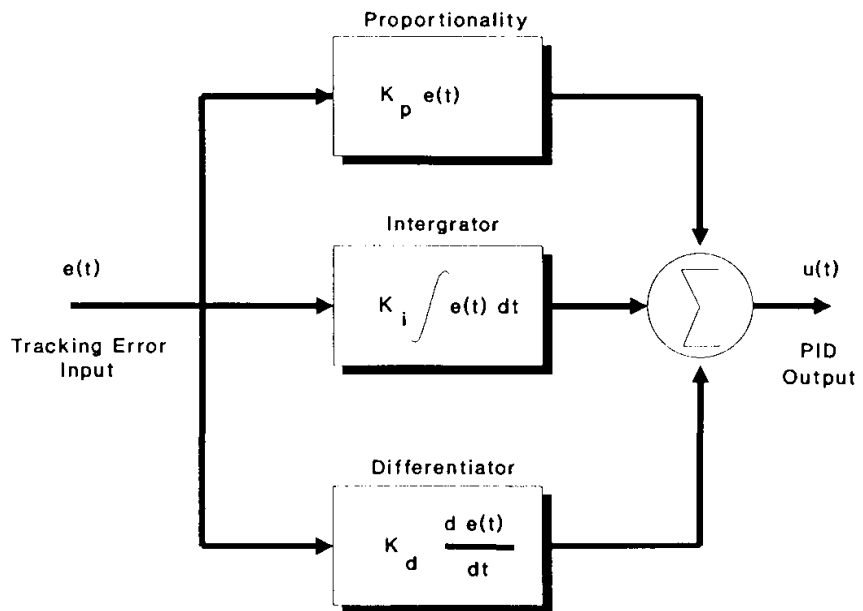 Proportionality
K p e(t)
Intergrator
e(t)
K i ∫ e(t) dt
∑
u(t)
Tracking Error
Input
PID
Output
Differentiator
K d d e(t)
dt